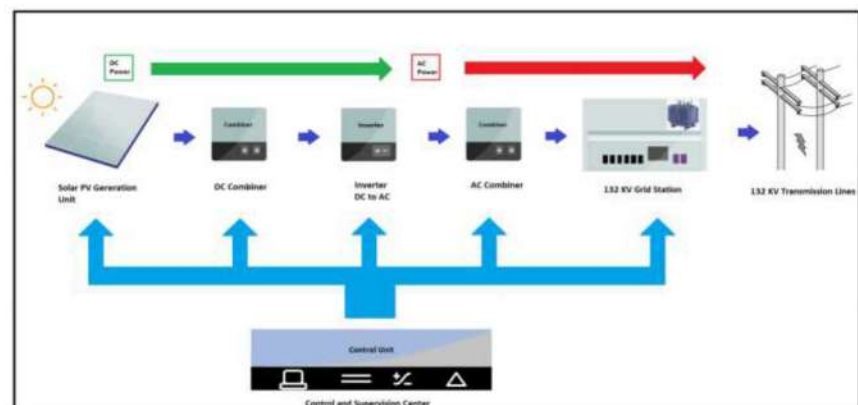 DC
Power
AC
Power
Combiner
Inverter
Combiner
Solar PV Generation
Unit
DC Combiner
Inverter
DC to AC
AC Combiner
132 KV Grid Station
132 KV Transmission Lines
Control Unit
Control and Supervision Center